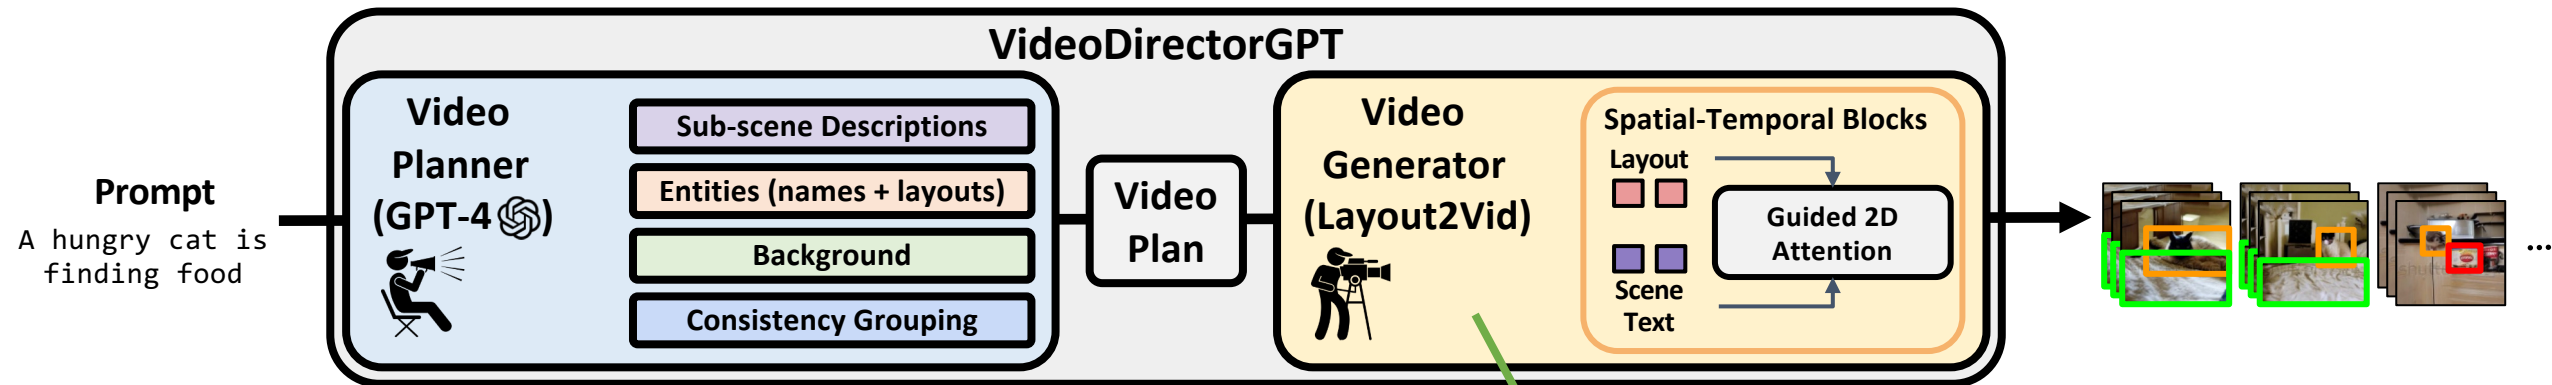 VideoDirectorGPT
Prompt
A hungry cat is
finding food
Video
Planner
(GPT-4 )
Sub-scene Descriptions
Entities (names + layouts)
Background
Consistency Grouping
Video
Plan
Video
Generator
(Layout2Vid)
Spatial-Temporal Blocks
Layout
Scene
Text
Guided 2D
Attention
...